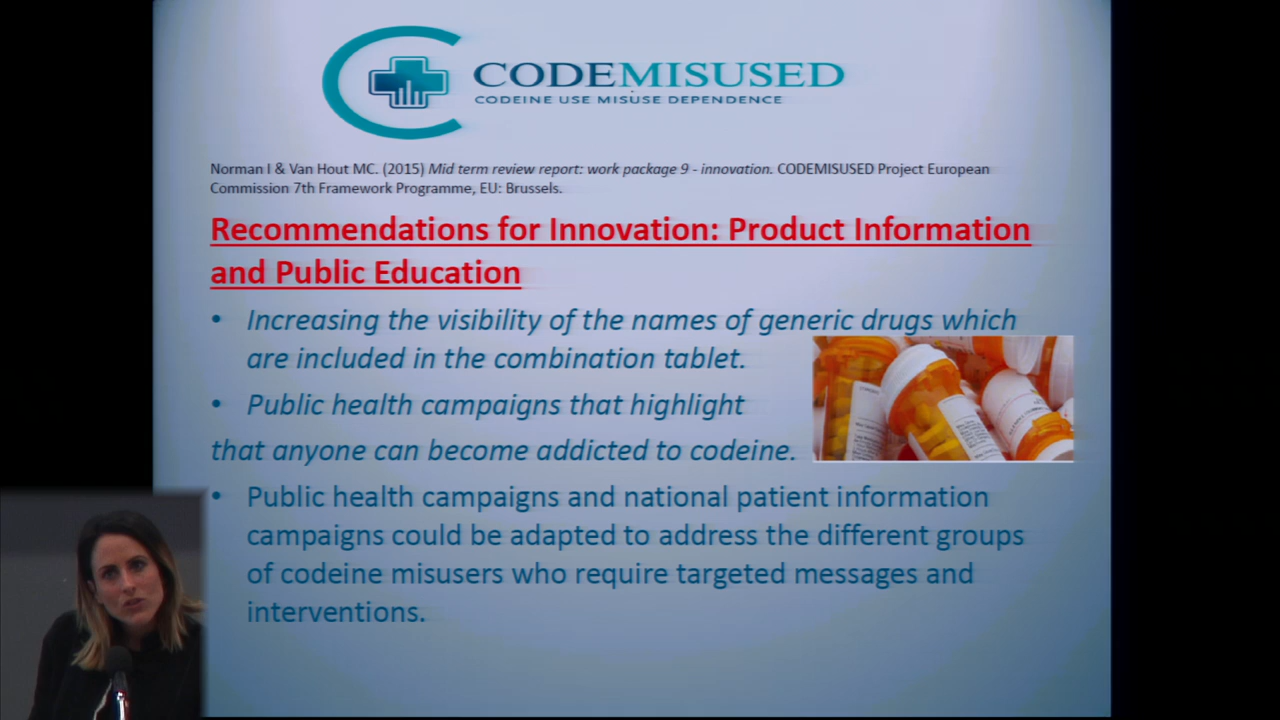 CODEMISUSED
CODEINE USE MISUSE DEPENDENCE
Norman I & Van Hout MC. (2015) Mid term review report: work package 9 - innovation. CODEMISUSED Project European
Commission 7th Framework Programme, EU: Brussels.
Recommendations for Innovation: Product Information
and Public Education
• Increasing the visibility of the names of generic drugs which
are included in the combination tablet.
• Public health campaigns that highlight
that anyone can become addicted to codeine.
• Public health campaigns and national patient information
campaigns could be adapted to address the different groups
of codeine misusers who require targeted messages and
interventions.